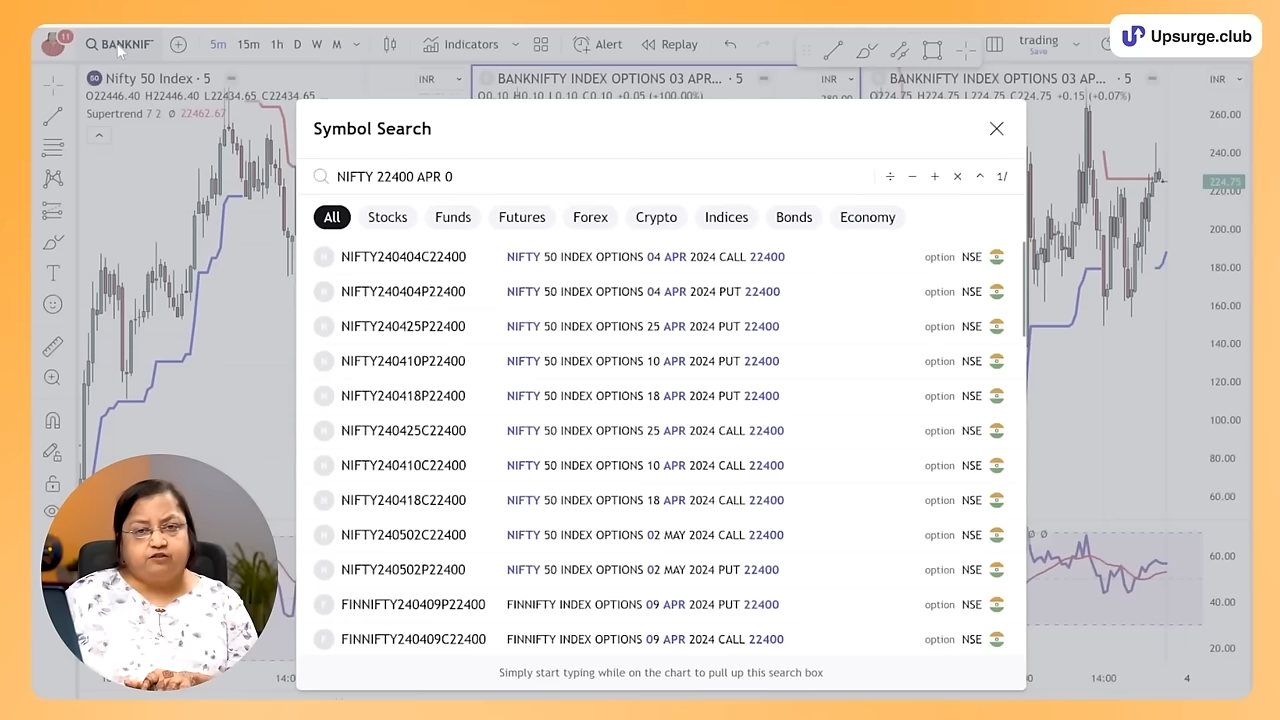 Upsurge.club
11
BANKNIF
5m 15m 1h D W M
Indicators
Alert
Replay
trading
Save
50 Nifty 50 Index · 5
INR
O22446.40 H22446.40 L22434.65 C22434.65
Supertrend 7 2 Ø 22462.67
BANKNIFTY INDEX OPTIONS 03 APR... · 5
INR
O0.10 H0.10 L0.10 C0.10 +0.05 (+100.00%)
BANKNIFTY INDEX OPTIONS 03 AP... · 5
INR
O224.75 H224.75 L224.75 C224.75 +0.15 (+0.07%)
Symbol Search
NIFTY 22400 APR 0
÷ − + × ^ 1/
All Stocks Funds Futures Forex Crypto Indices Bonds Economy
NIFTY240404C22400 NIFTY 50 INDEX OPTIONS 04 APR 2024 CALL 22400 option NSE
NIFTY240404P22400 NIFTY 50 INDEX OPTIONS 04 APR 2024 PUT 22400 option NSE
NIFTY240425P22400 NIFTY 50 INDEX OPTIONS 25 APR 2024 PUT 22400 option NSE
NIFTY240410P22400 NIFTY 50 INDEX OPTIONS 10 APR 2024 PUT 22400 option NSE
NIFTY240418P22400 NIFTY 50 INDEX OPTIONS 18 APR 2024 PUT 22400 option NSE
NIFTY240425C22400 NIFTY 50 INDEX OPTIONS 25 APR 2024 CALL 22400 option NSE
NIFTY240410C22400 NIFTY 50 INDEX OPTIONS 10 APR 2024 CALL 22400 option NSE
NIFTY240418C22400 NIFTY 50 INDEX OPTIONS 18 APR 2024 CALL 22400 option NSE
NIFTY240502C22400 NIFTY 50 INDEX OPTIONS 02 MAY 2024 CALL 22400 option NSE
NIFTY240502P22400 NIFTY 50 INDEX OPTIONS 02 MAY 2024 PUT 22400 option NSE
FINNIFTY240409P22400 FINNIFTY INDEX OPTIONS 09 APR 2024 PUT 22400 option NSE
FINNIFTY240409C22400 FINNIFTY INDEX OPTIONS 09 APR 2024 CALL 22400 option NSE
Simply start typing while on the chart to pull up this search box
260.00
240.00
224.75
220.00
200.00
180.00
160.00
140.00
120.00
100.00
80.00
60.00
Ø Ø
60.00
40.00
20.00
14:00 4